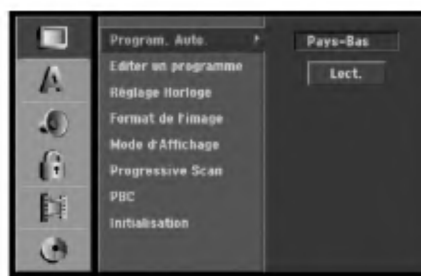 A
Program. Auto.
Pays-Bas
Editer un programme
Lect.
Réglage Horloge
Format de l'image
Mode d'Affichage
Progressive Scan
PBC
Initialisation